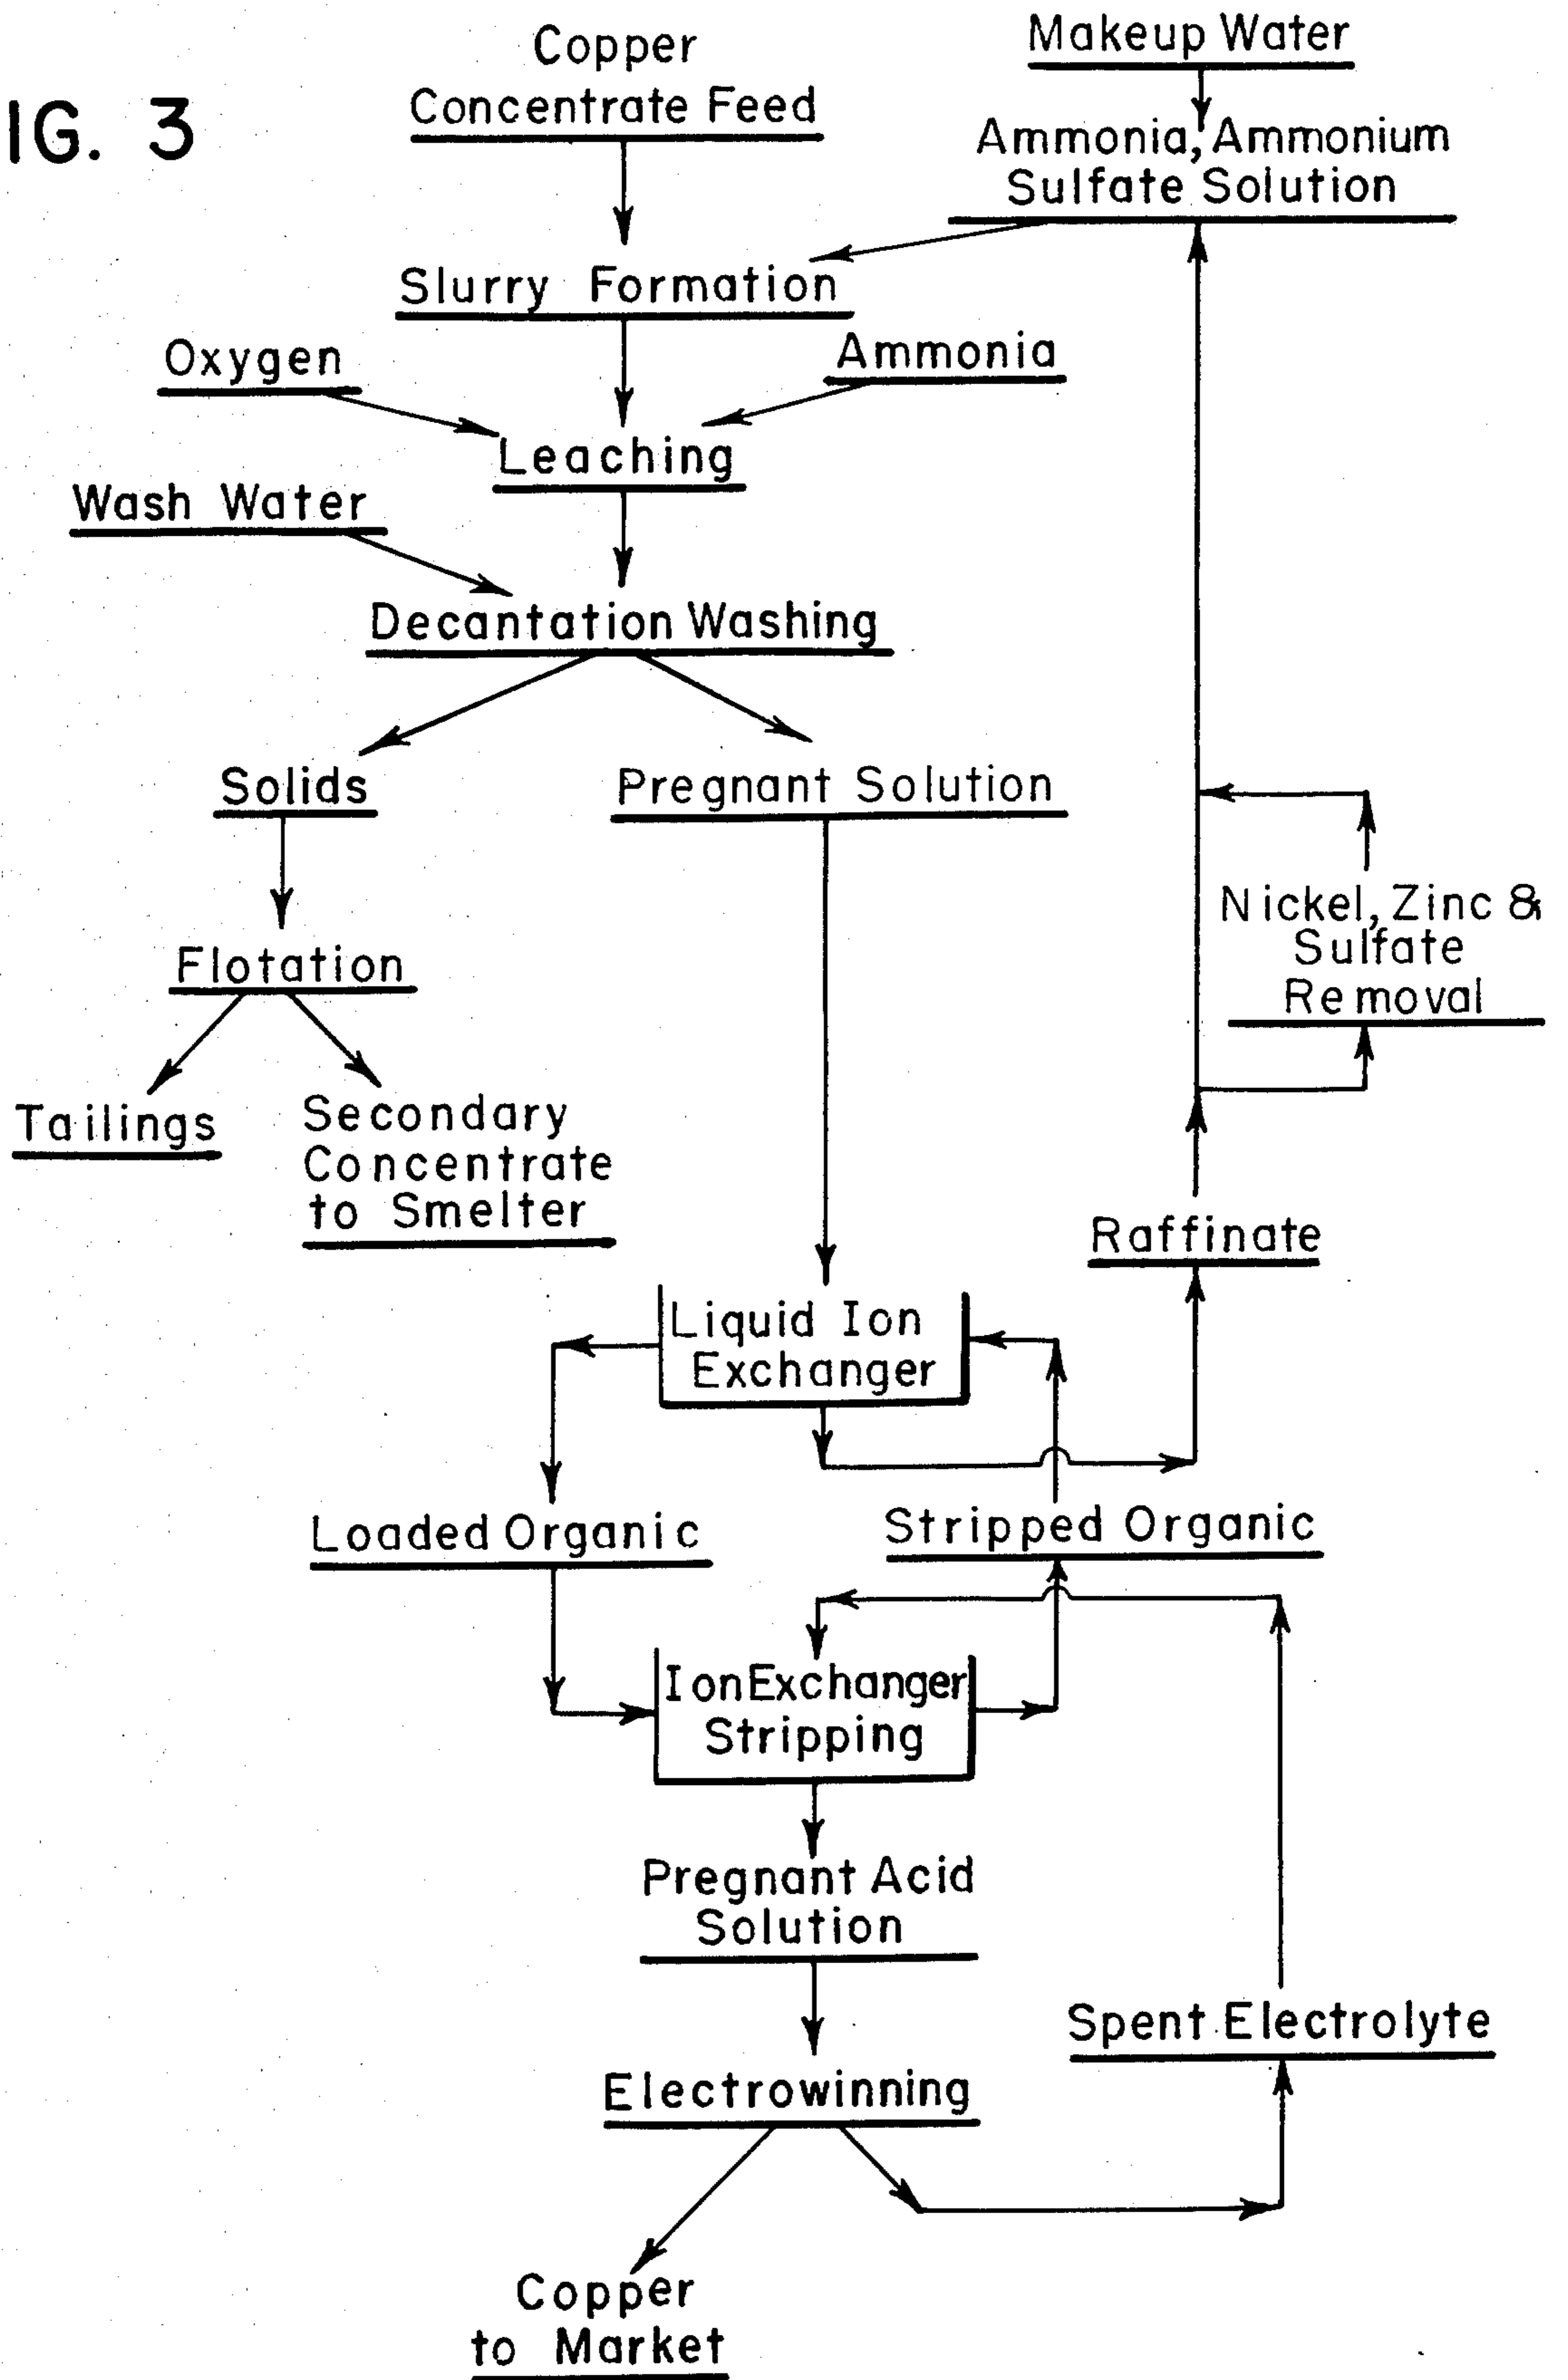 IG. 3
Copper
Concentrate Feed
Makeup Water
Ammonia, Ammonium
Sulfate Solution
Slurry Formation
Oxygen
Ammonia
Leaching
Wash Water
Decantation Washing
Solids
Pregnant Solution
Nickel, Zinc &
Sulfate
Removal
Flotation
Tailings
Secondary
Concentrate
to Smelter
Raffinate
Liquid Ion
Exchanger
Loaded Organic
Stripped Organic
Ion Exchanger
Stripping
Pregnant Acid
Solution
Spent Electrolyte
Electrowinning
Copper
to Market